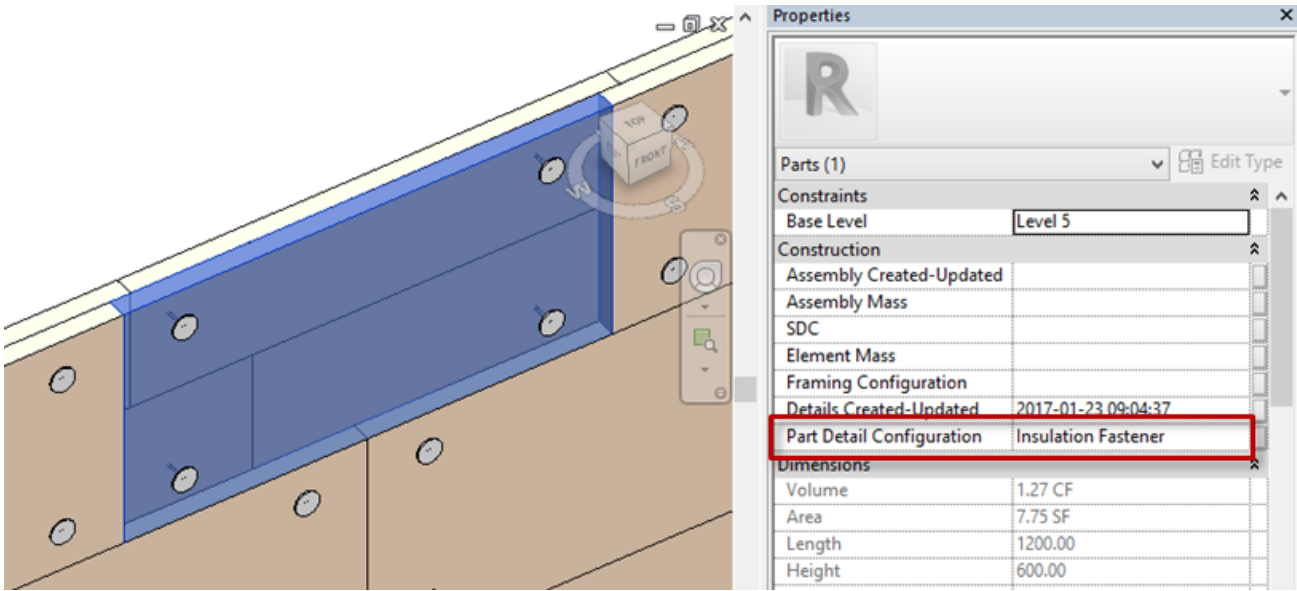 Properties
R
TOP
FRONT
W
S
Parts (1)
Edit Type
Constraints
Base Level Level 5
Construction
Assembly Created-Updated
Assembly Mass
SDC
Element Mass
Framing Configuration
Details Created-Updated 2017-01-23 09:04:37
Part Detail Configuration Insulation Fastener
Dimensions
Volume 1.27 CF
Area 7.75 SF
Length 1200.00
Height 600.00